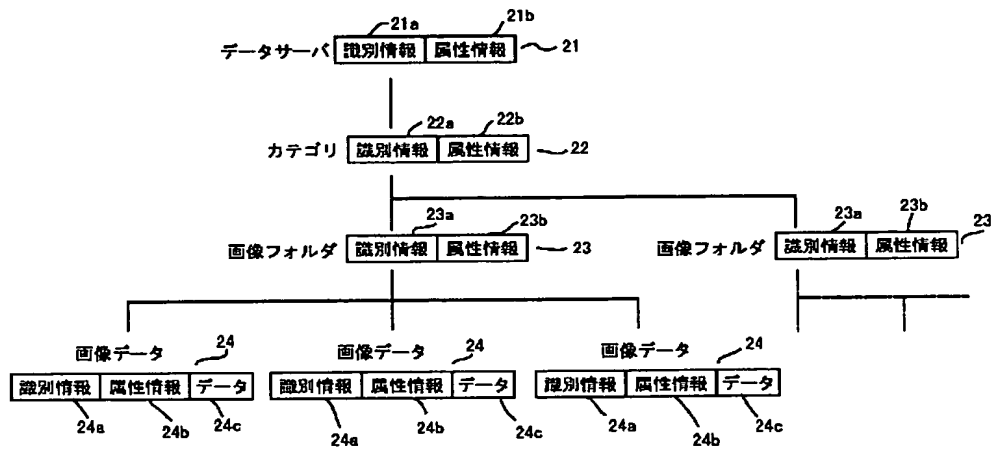 21a 21b
データサーバ 識別情報 属性情報 21
22a 22b
カテゴリ 識別情報 属性情報 22
23a 23b 23a 23b
画像フォルダ 識別情報 属性情報 23 画像フォルダ 識別情報 属性情報 23
画像データ 24 画像データ 24 画像データ 24
識別情報 属性情報 データ 識別情報 属性情報 データ 識別情報 属性情報 データ
24a 24b 24c 24a 24b 24c 24a 24b 24c